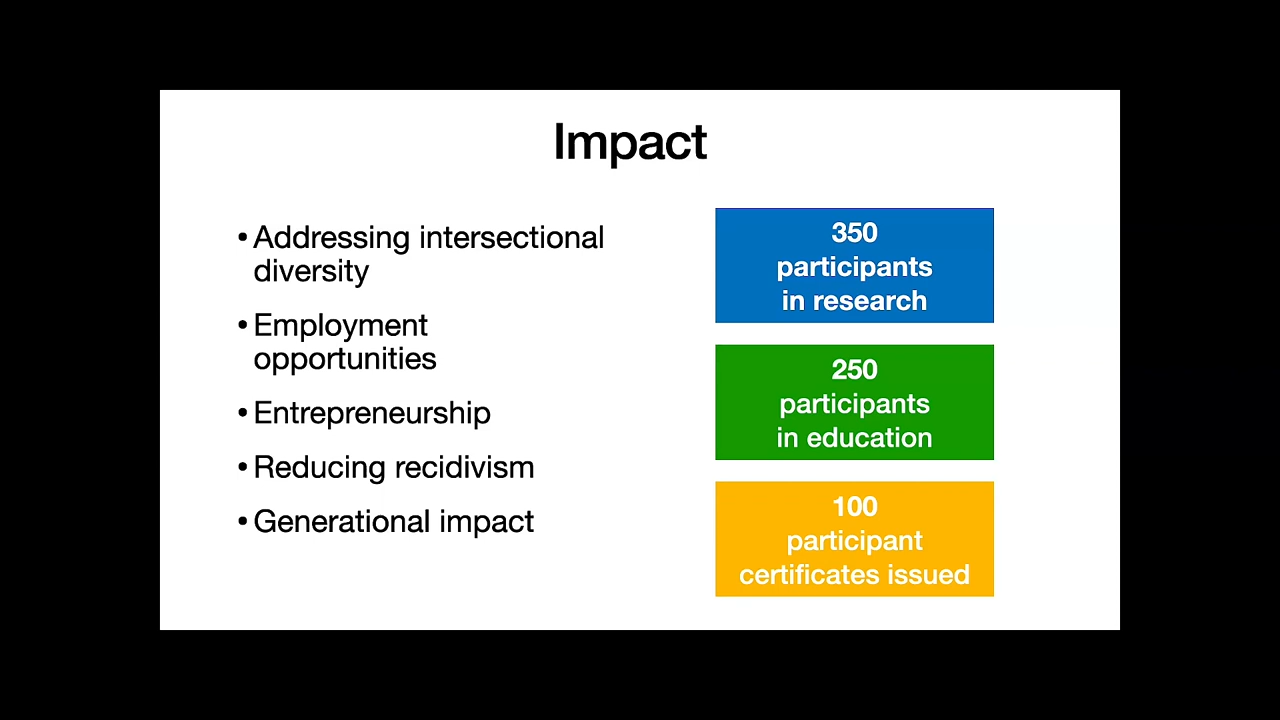 Impact
• Addressing intersectional
diversity
• Employment
opportunities
• Entrepreneurship
• Reducing recidivism
• Generational impact
350
participants
in research
250
participants
in education
100
participant
certificates issued